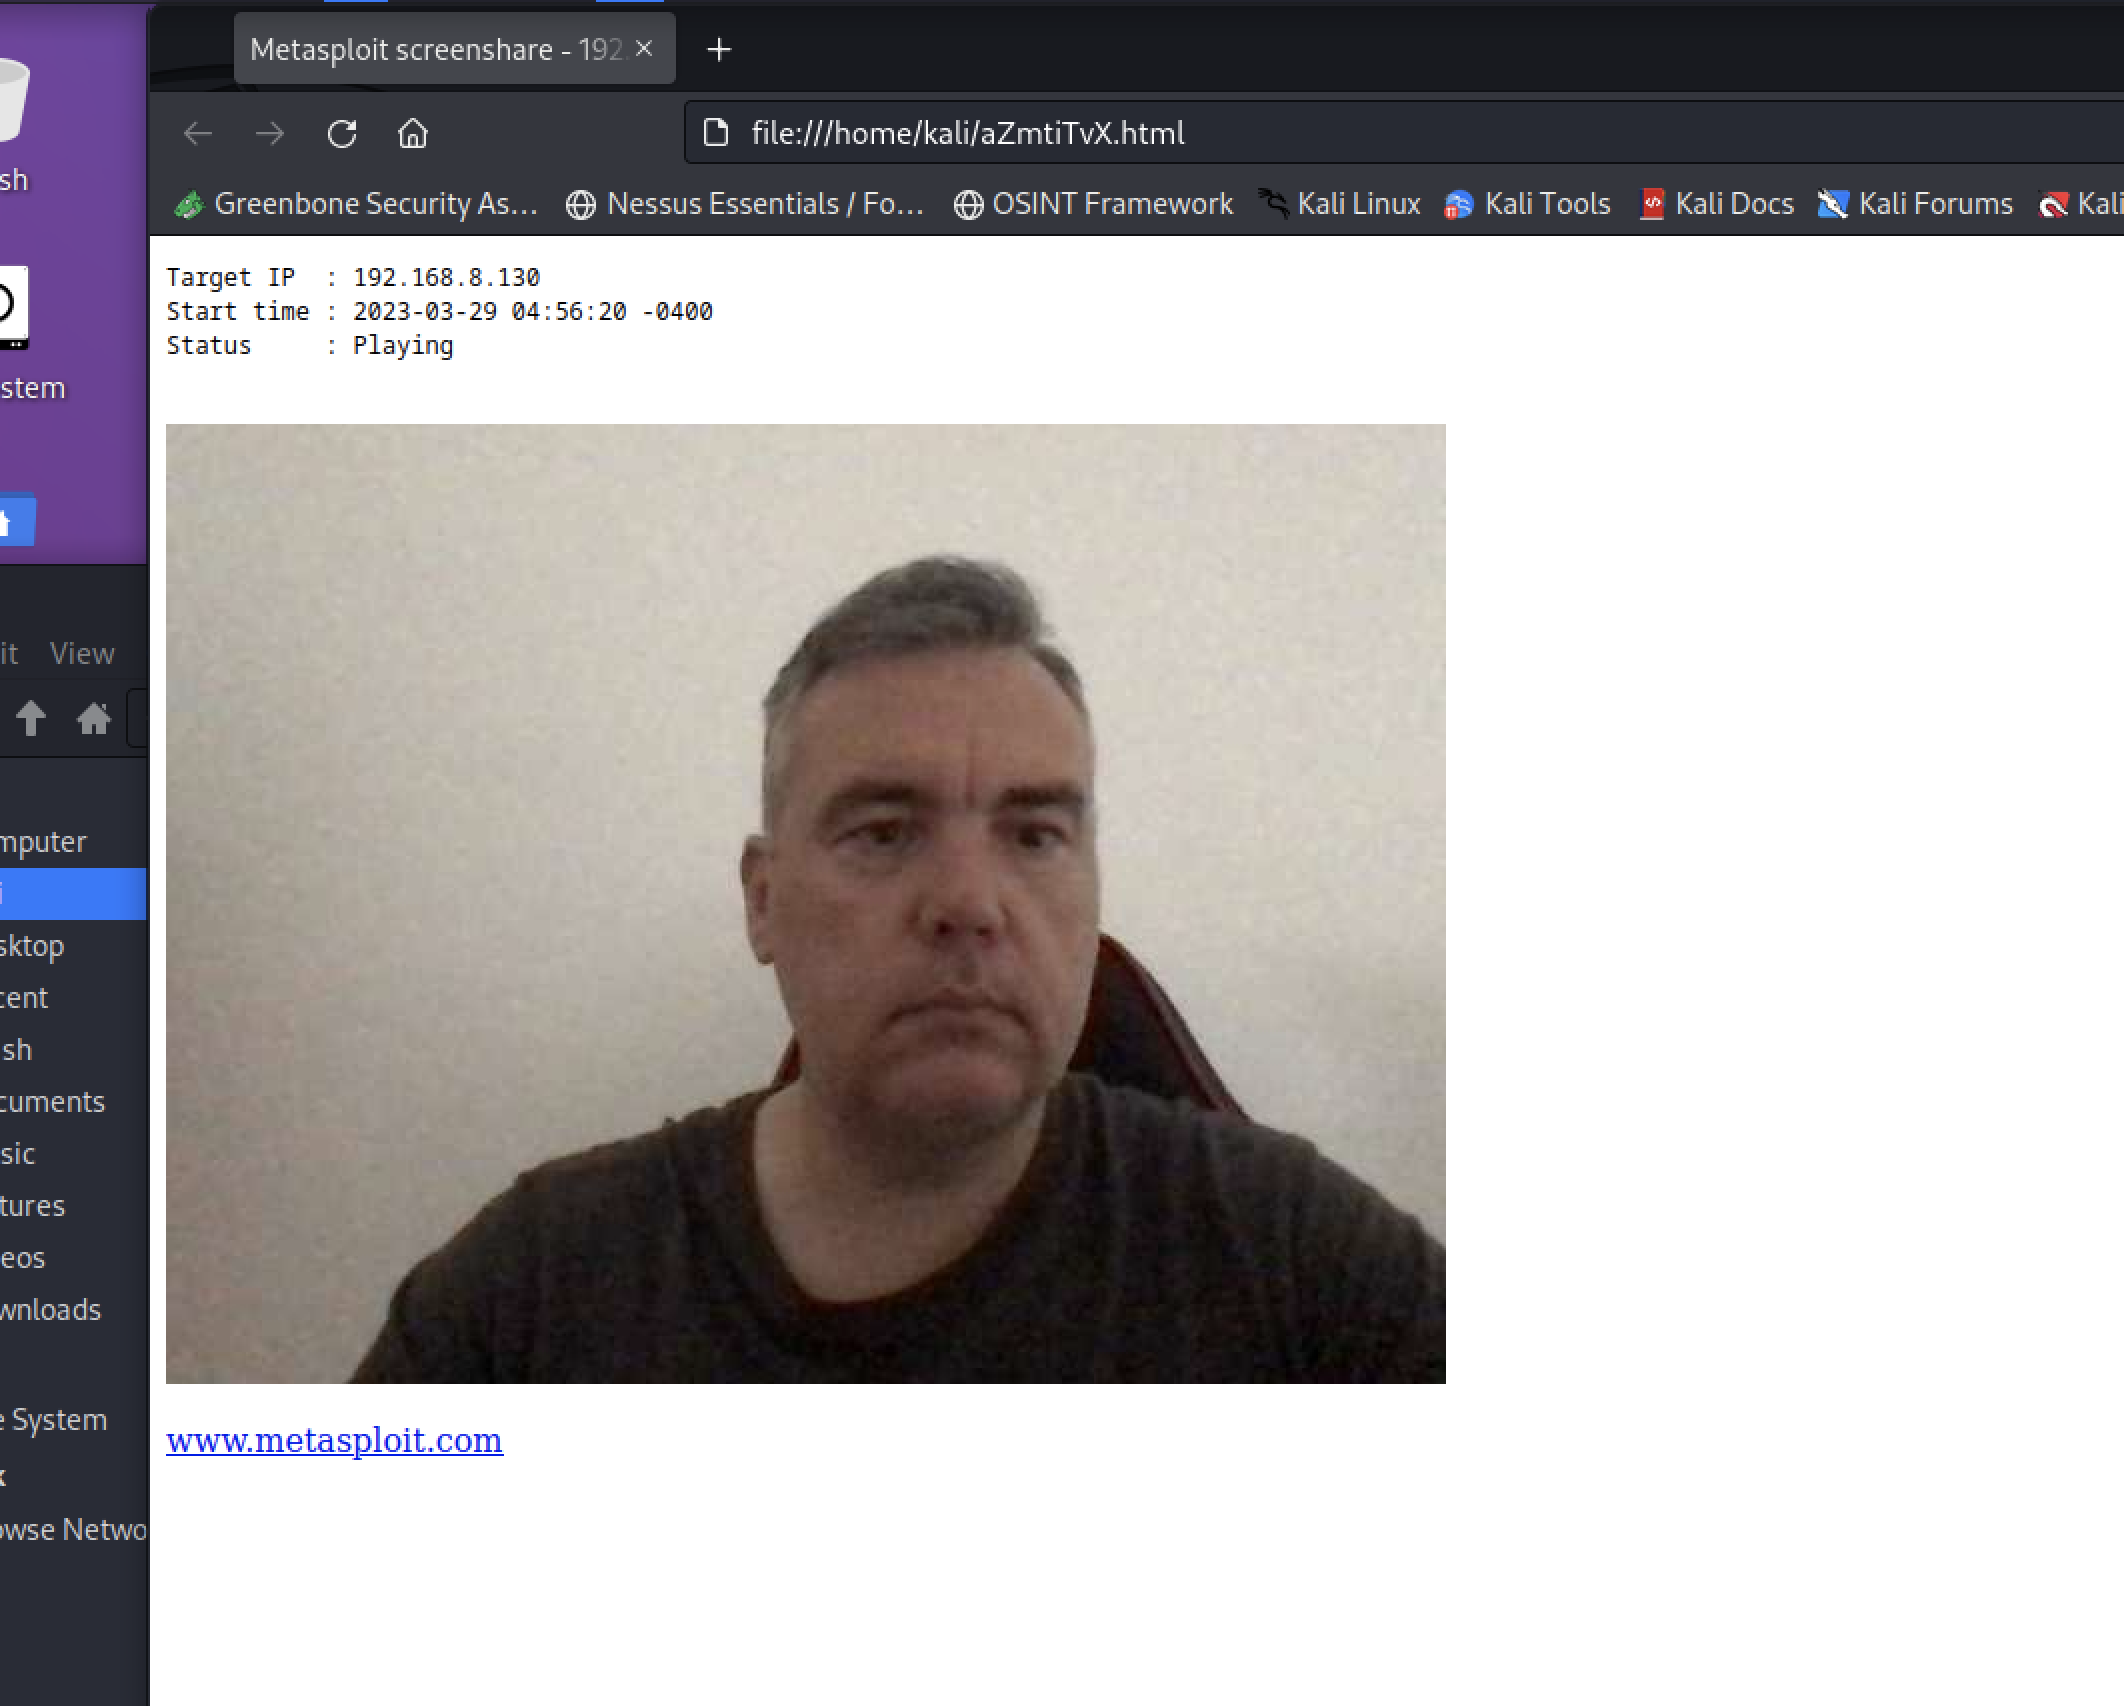 Metasploit screenshare - 192.
file:///home/kali/aZmtiTvX.html
Greenbone Security As… Nessus Essentials / Fo… OSINT Framework Kali Linux Kali Tools Kali Docs Kali Forums Kali
sh
stem
it View
mputer
i
sktop
cent
sh
cuments
sic
tures
eos
wnloads
e System
k
owse Netwo
Target IP : 192.168.8.130
Start time : 2023-03-29 04:56:20 -0400
Status : Playing
www.metasploit.com